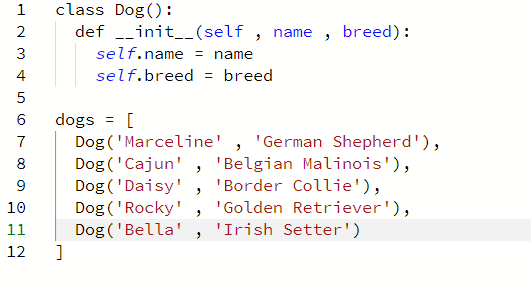 1 class Dog():
2   def __init__(self , name , breed):
3     self.name = name
4     self.breed = breed
5
6 dogs = [
7   Dog('Marceline' , 'German Shepherd'),
8   Dog('Cajun' , 'Belgian Malinois'),
9   Dog('Daisy' , 'Border Collie'),
10   Dog('Rocky' , 'Golden Retriever'),
11   Dog('Bella' , 'Irish Setter')
12 ]